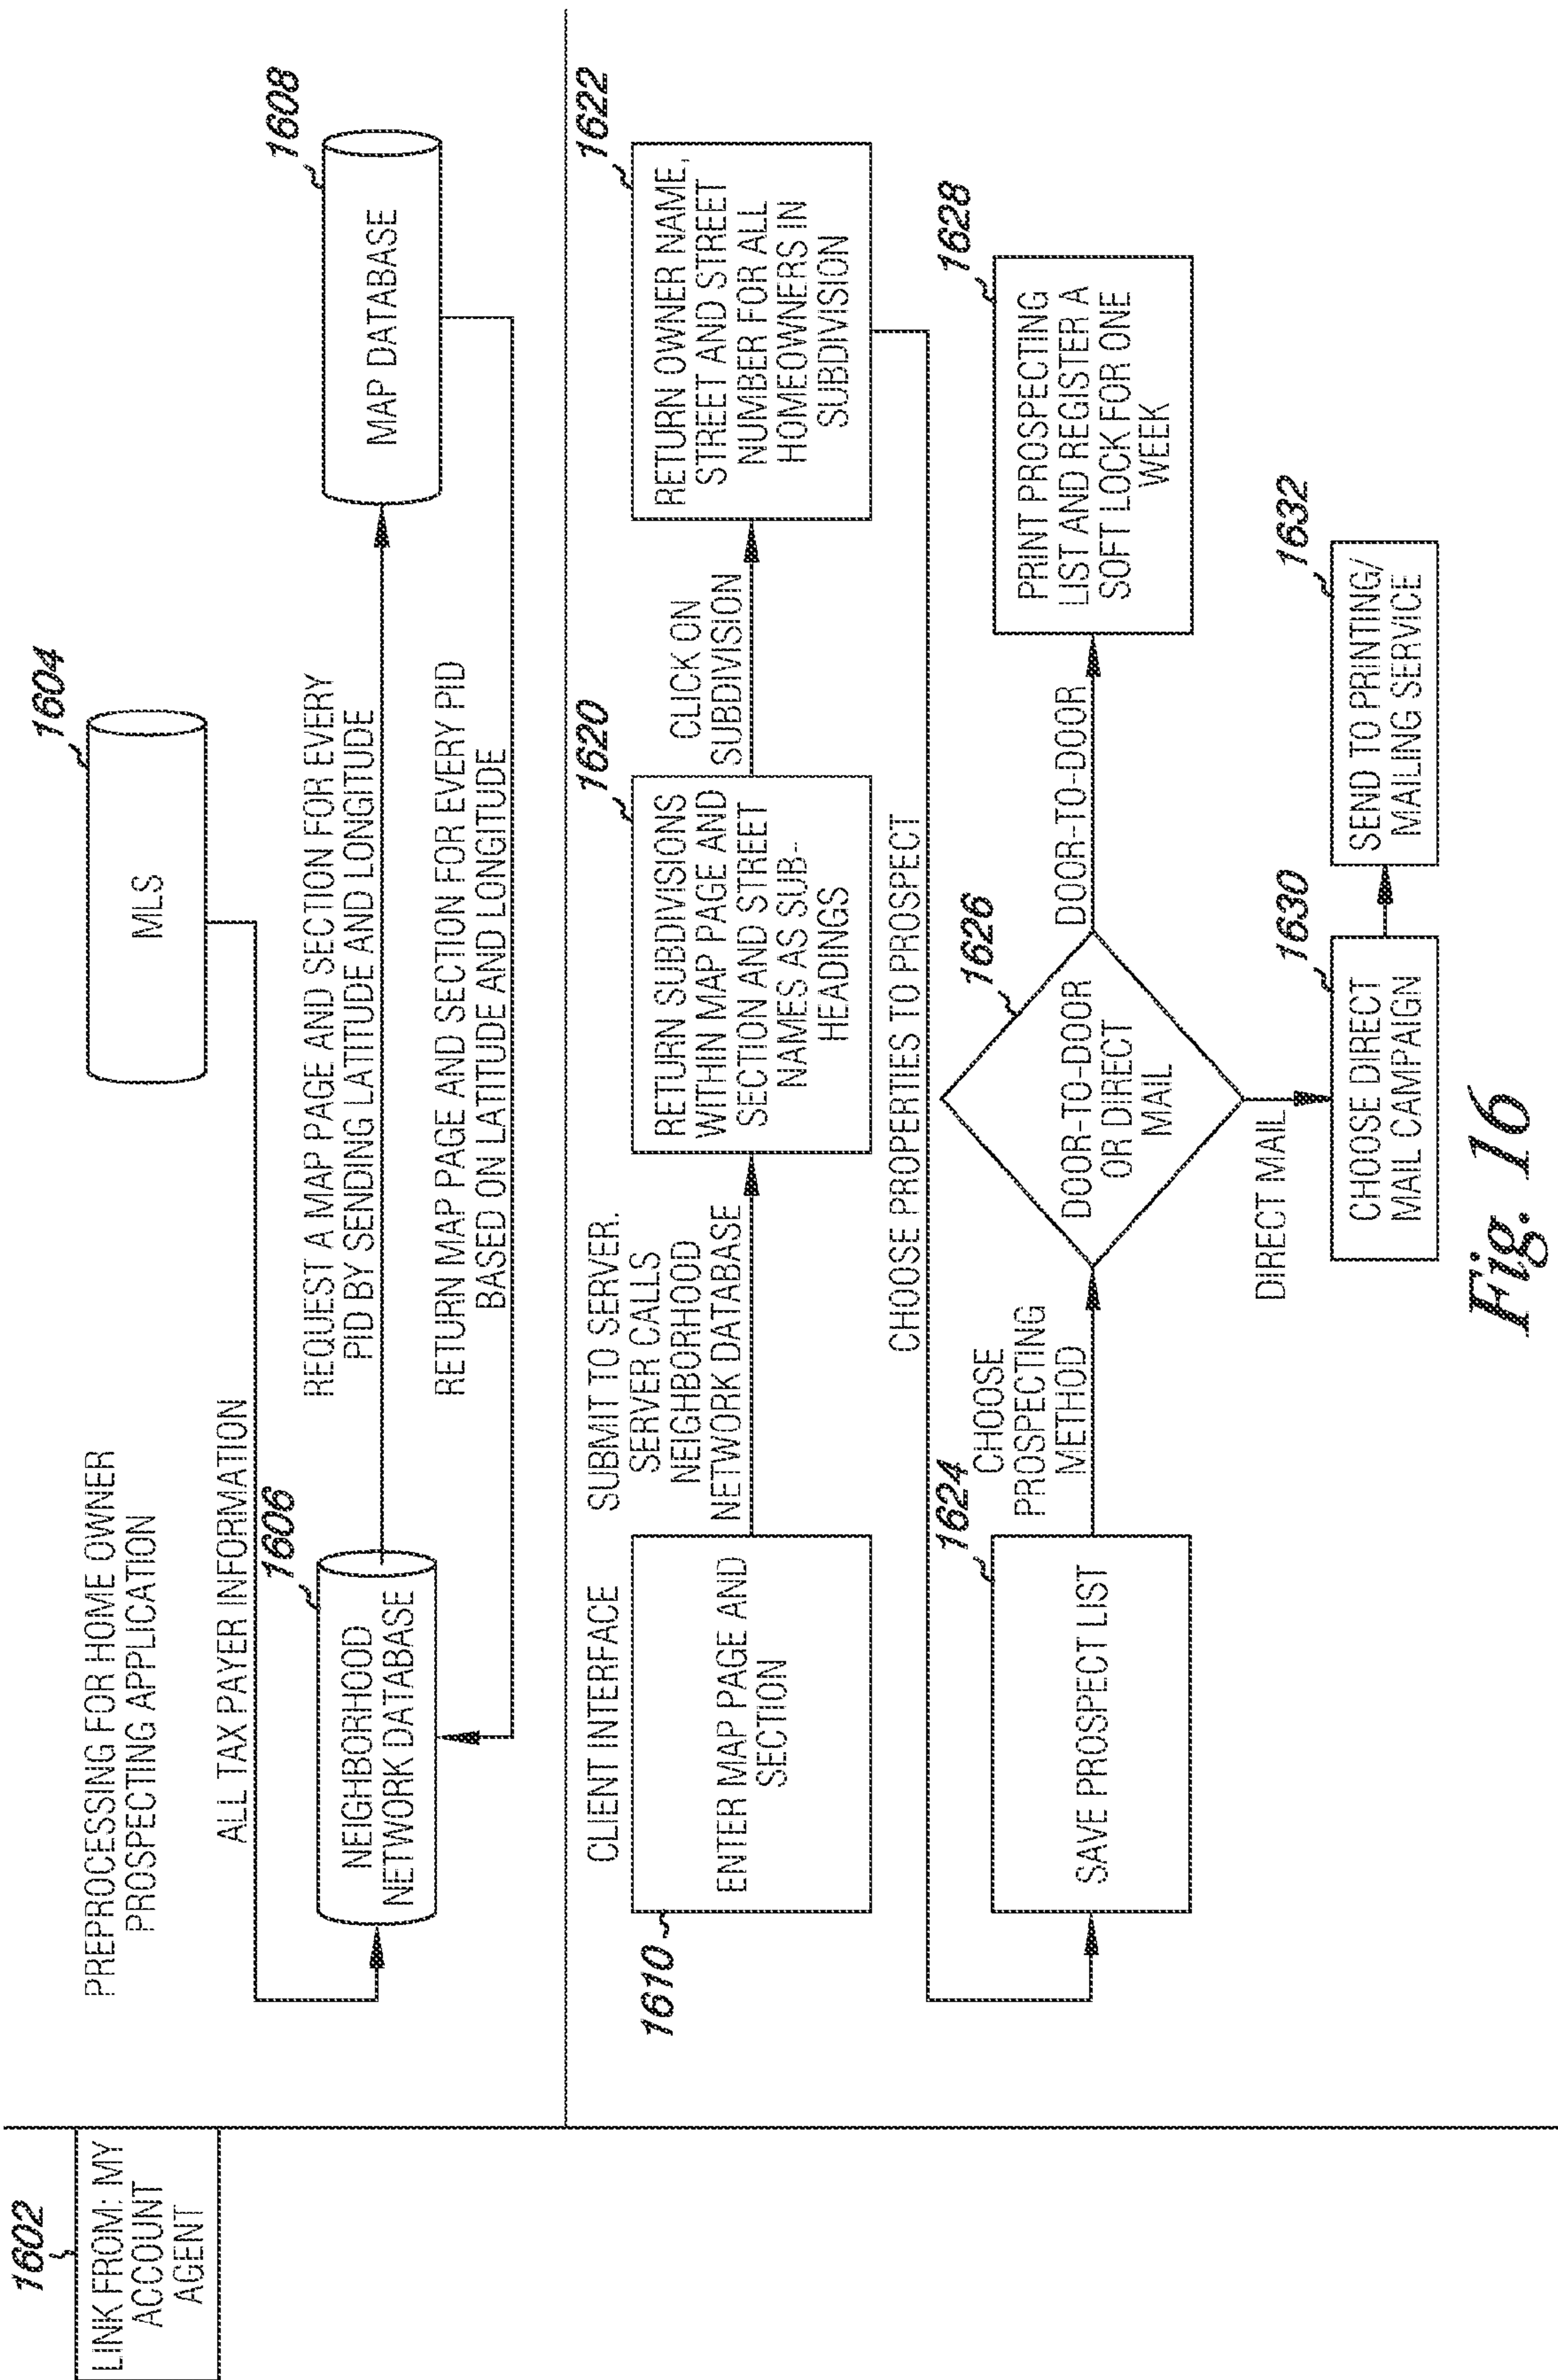 1602
LINK FROM: MY
ACCOUNT
AGENT
PREPROCESSING FOR HOME OWNER
PROSPECTING APPLICATION
1604
MLS
ALL TAX PAYER INFORMATION
1606
NEIGHBORHOOD
NETWORK DATABASE
REQUEST A MAP PAGE AND SECTION FOR EVERY
PID BY SENDING LATITUDE AND LONGITUDE
1608
MAP DATABASE
RETURN MAP PAGE AND SECTION FOR EVERY PID
BASED ON LATITUDE AND LONGITUDE
CLIENT INTERFACE
1610
ENTER MAP PAGE AND
SECTION
SUBMIT TO SERVER.
SERVER CALLS
NEIGHBORHOOD
NETWORK DATABASE
1620
RETURN SUBDIVISIONS
WITHIN MAP PAGE AND
SECTION AND STREET
NAMES AS SUB-
HEADINGS
CLICK ON
SUBDIVISION
1622
RETURN OWNER NAME,
STREET AND STREET
NUMBER FOR ALL
HOMEOWNERS IN
SUBDIVISION
CHOOSE PROPERTIES TO PROSPECT
1624
SAVE PROSPECT LIST
CHOOSE
PROSPECTING
METHOD
1626
DOOR-TO-DOOR
OR DIRECT
MAIL
DOOR-TO-DOOR
1628
PRINT PROSPECTING
LIST AND REGISTER A
SOFT LOCK FOR ONE
WEEK
DIRECT MAIL
1630
CHOOSE DIRECT
MAIL CAMPAIGN
1632
SEND TO PRINTING/
MAILING SERVICE
Fig. 16